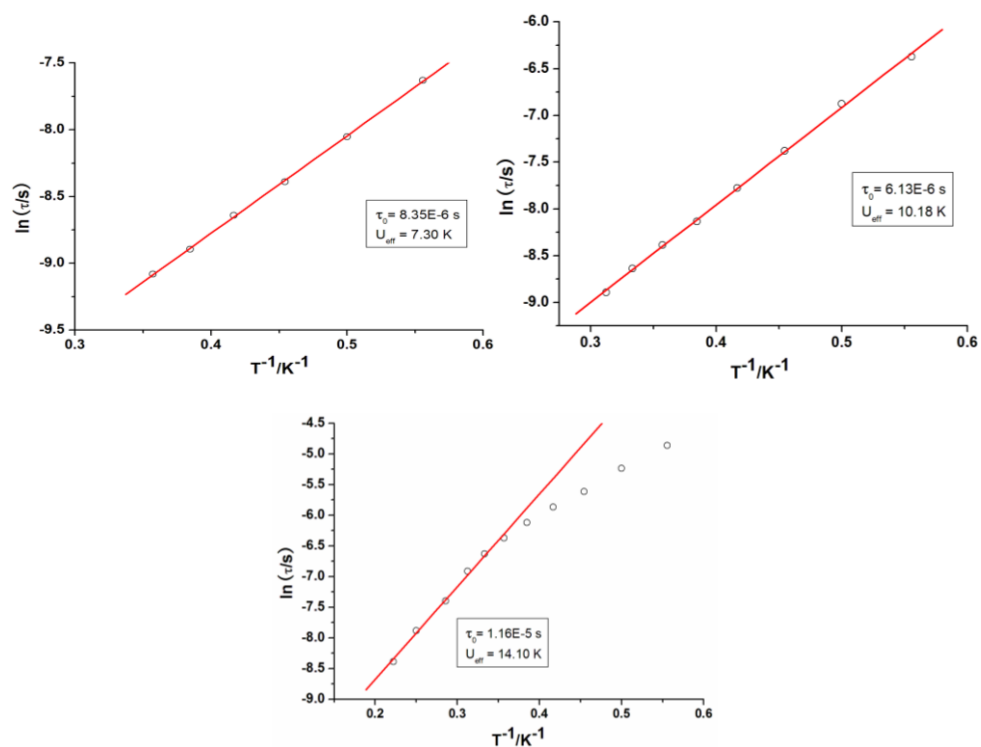 -7.5
-8.0
-8.5
-9.0
-9.5
0.3 0.4 0.5 0.6
ln (τ/s)
T⁻¹/K⁻¹
τ₀= 8.35E-6 s
U_eff = 7.30 K
-6.0
-6.5
-7.0
-7.5
-8.0
-8.5
-9.0
0.3 0.4 0.5 0.6
ln (τ/s)
T⁻¹/K⁻¹
τ₀= 6.13E-6 s
U_eff = 10.18 K
-4.5
-5.0
-5.5
-6.0
-6.5
-7.0
-7.5
-8.0
-8.5
-9.0
0.2 0.3 0.4 0.5 0.6
ln (τ/s)
T⁻¹/K⁻¹
τ₀= 1.16E-5 s
U_eff = 14.10 K